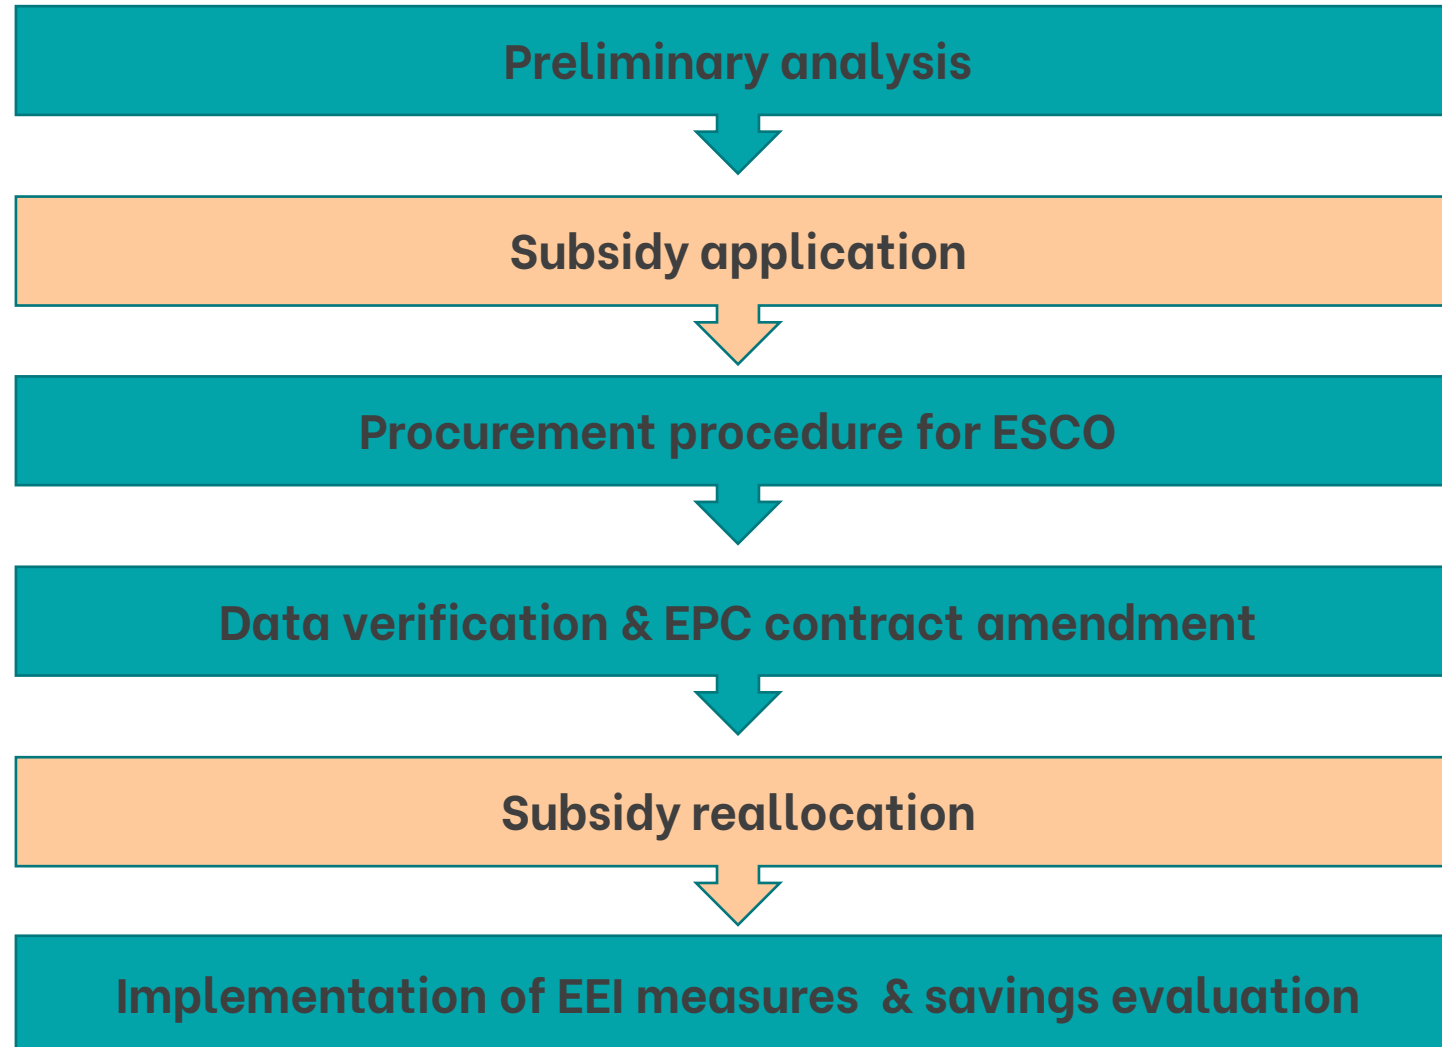 Preliminary analysis
Subsidy application
Procurement procedure for ESCO
Data verification & EPC contract amendment
Subsidy reallocation
Implementation of EEI measures & savings evaluation